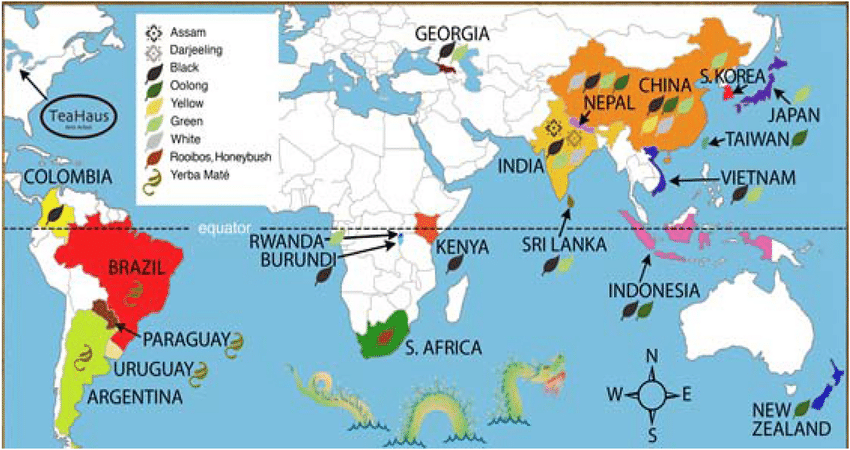 GEORGIA
Assam
Darjeeling
Black
Oolong
Yellow
Green
White
Rooibos, Honeybush
Yerba Maté
TeaHaus
CHINA
S. KOREA
NEPAL
JAPAN
TAIWAN
INDIA
VIETNAM
COLOMBIA
equator
RWANDA
BURUNDI
KENYA
SRI LANKA
BRAZIL
INDONESIA
PARAGUAY
S. AFRICA
URUGUAY
ARGENTINA
N
W
E
S
NEW
ZEALAND